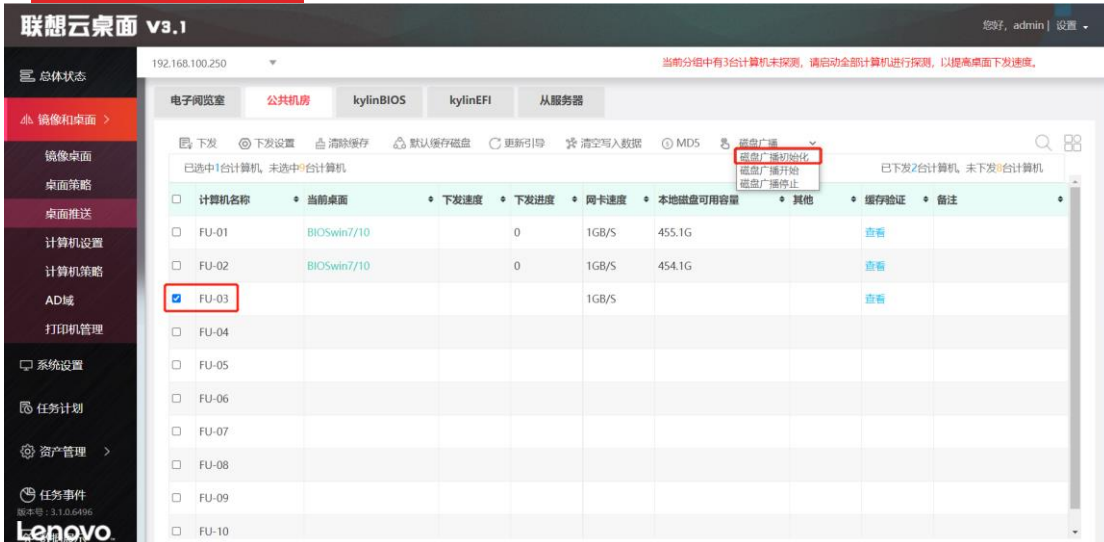 联想云桌面 V3.1
您好, admin | 设置
总体状态
镜像和桌面 >
镜像桌面
桌面策略
桌面推送
计算机设置
计算机策略
AD域
打印机管理
系统设置
任务计划
资产管理 >
任务事件
版本号 : 3.1.0.6496
Lenovo
192.168.100.250
当前分组中有3台计算机未探测, 请启动全部计算机进行探测, 以提高桌面下发速度。
电子阅览室 公共机房 kylinBIOS kylinEFI 从服务器
下发 下发设置 清除缓存 默认缓存磁盘 更新引导 清空写入数据 MD5 磁盘广播
磁盘广播初始化
磁盘广播开始
磁盘广播停止
已选中1台计算机, 未选中9台计算机 已下发2台计算机, 未下发8台计算机
计算机名称 当前桌面 下发速度 下发进度 网卡速度 本地磁盘可用容量 其他 缓存验证 备注
FU-01 BIOSwin7/10 0 1GB/S 455.1G 查看
FU-02 BIOSwin7/10 0 1GB/S 454.1G 查看
FU-03 1GB/S 查看
FU-04
FU-05
FU-06
FU-07
FU-08
FU-09
FU-10